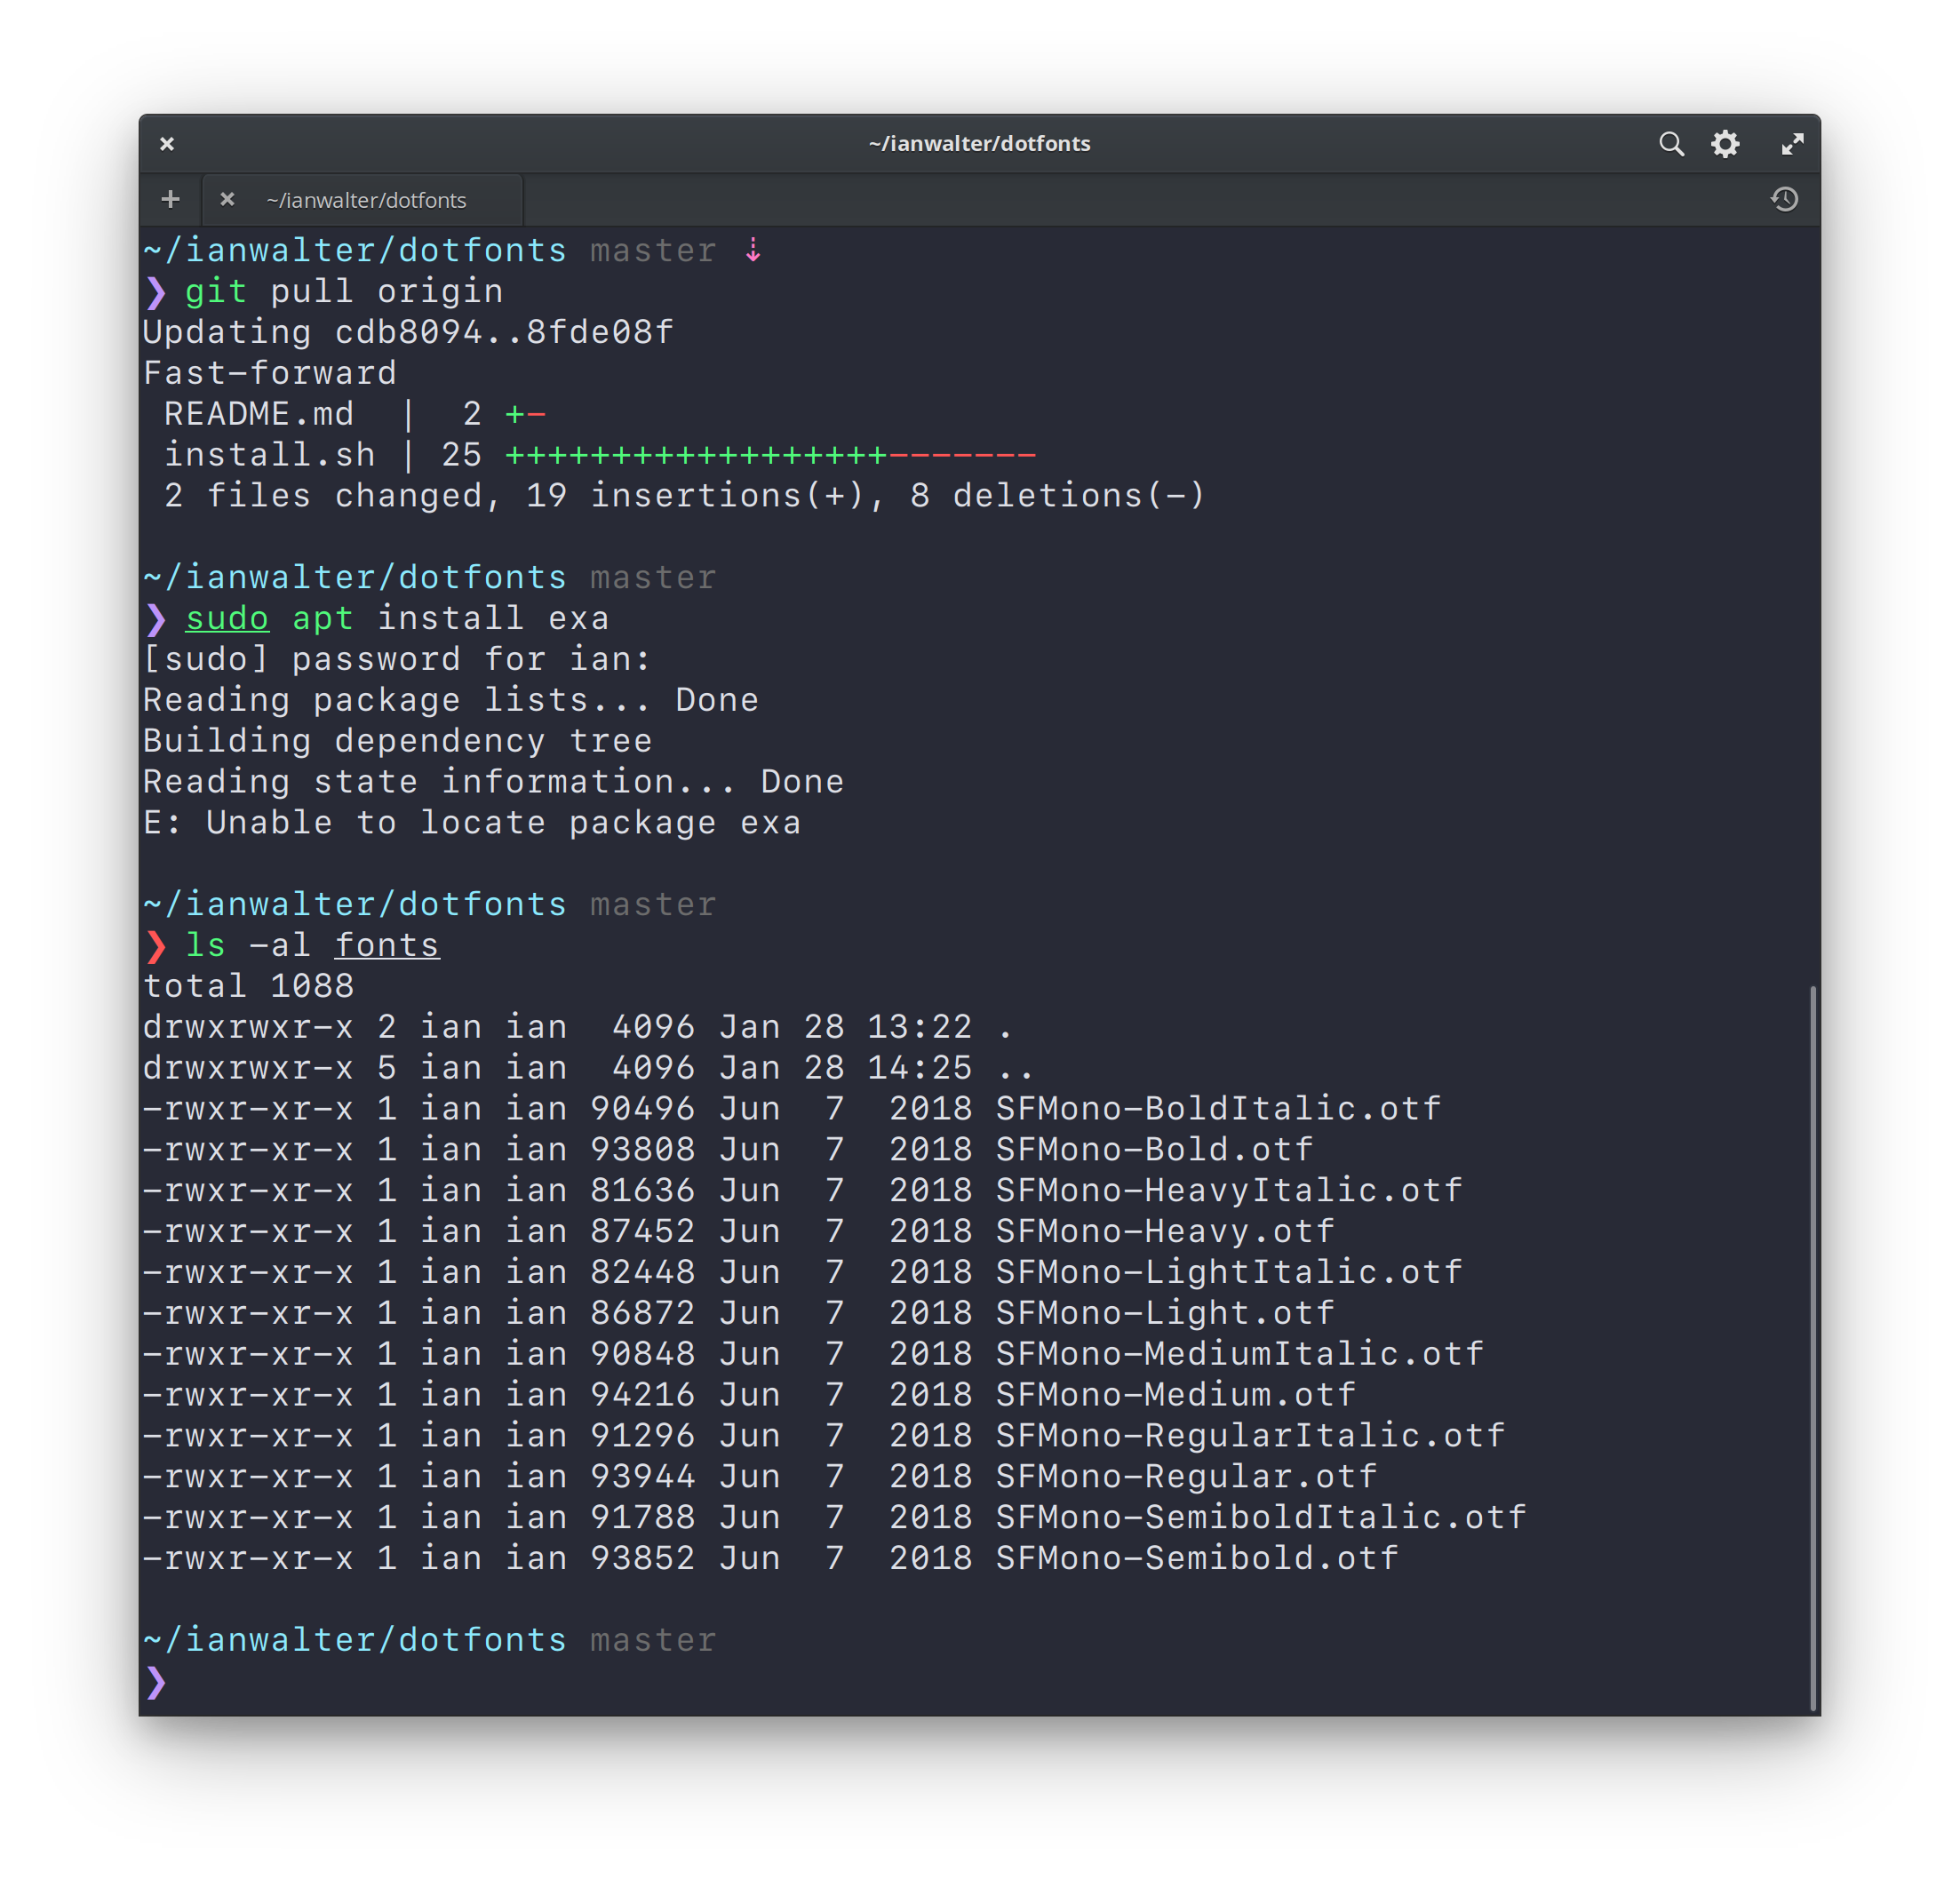 ~/ianwalter/dotfonts
~/ianwalter/dotfonts
~/ianwalter/dotfonts master ⇣
❯ git pull origin
Updating cdb8094..8fde08f
Fast-forward
 README.md  |  2 +-
 install.sh | 25 ++++++++++++++++++-------
 2 files changed, 19 insertions(+), 8 deletions(-)

~/ianwalter/dotfonts master
❯ sudo apt install exa
[sudo] password for ian:
Reading package lists... Done
Building dependency tree
Reading state information... Done
E: Unable to locate package exa

~/ianwalter/dotfonts master
❯ ls -al fonts
total 1088
drwxrwxr-x 2 ian ian  4096 Jan 28 13:22 .
drwxrwxr-x 5 ian ian  4096 Jan 28 14:25 ..
-rwxr-xr-x 1 ian ian 90496 Jun  7  2018 SFMono-BoldItalic.otf
-rwxr-xr-x 1 ian ian 93808 Jun  7  2018 SFMono-Bold.otf
-rwxr-xr-x 1 ian ian 81636 Jun  7  2018 SFMono-HeavyItalic.otf
-rwxr-xr-x 1 ian ian 87452 Jun  7  2018 SFMono-Heavy.otf
-rwxr-xr-x 1 ian ian 82448 Jun  7  2018 SFMono-LightItalic.otf
-rwxr-xr-x 1 ian ian 86872 Jun  7  2018 SFMono-Light.otf
-rwxr-xr-x 1 ian ian 90848 Jun  7  2018 SFMono-MediumItalic.otf
-rwxr-xr-x 1 ian ian 94216 Jun  7  2018 SFMono-Medium.otf
-rwxr-xr-x 1 ian ian 91296 Jun  7  2018 SFMono-RegularItalic.otf
-rwxr-xr-x 1 ian ian 93944 Jun  7  2018 SFMono-Regular.otf
-rwxr-xr-x 1 ian ian 91788 Jun  7  2018 SFMono-SemiboldItalic.otf
-rwxr-xr-x 1 ian ian 93852 Jun  7  2018 SFMono-Semibold.otf

~/ianwalter/dotfonts master
❯